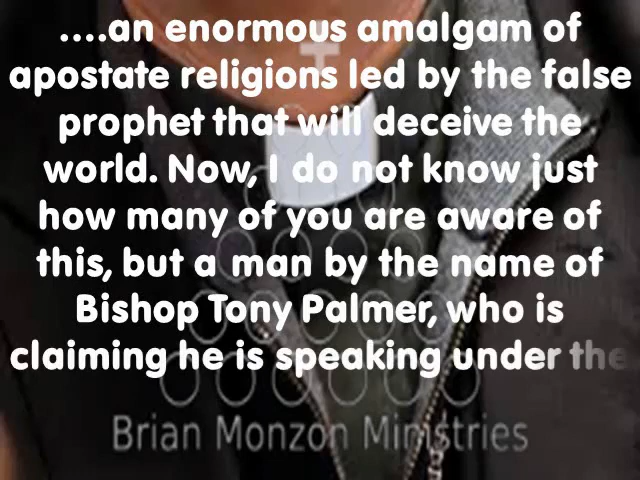 ....an enormous amalgam of
apostate religions led by the false
prophet that will deceive the
world. Now, I do not know just
how many of you are aware of
this, but a man by the name of
Bishop Tony Palmer, who is
claiming he is speaking under the
Brian Monzon Ministries